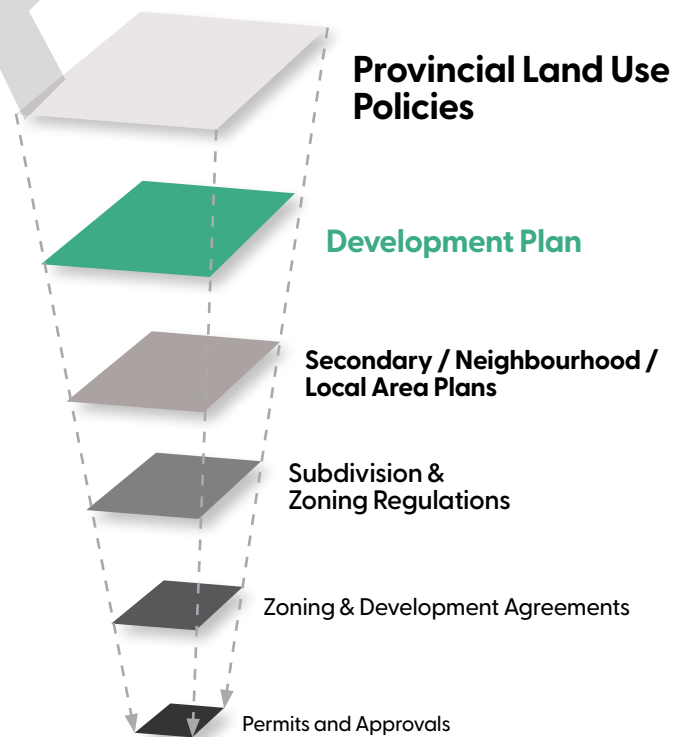 Provincial Land Use
Policies
Development Plan
Secondary / Neighbourhood /
Local Area Plans
Subdivision &
Zoning Regulations
Zoning & Development Agreements
Permits and Approvals